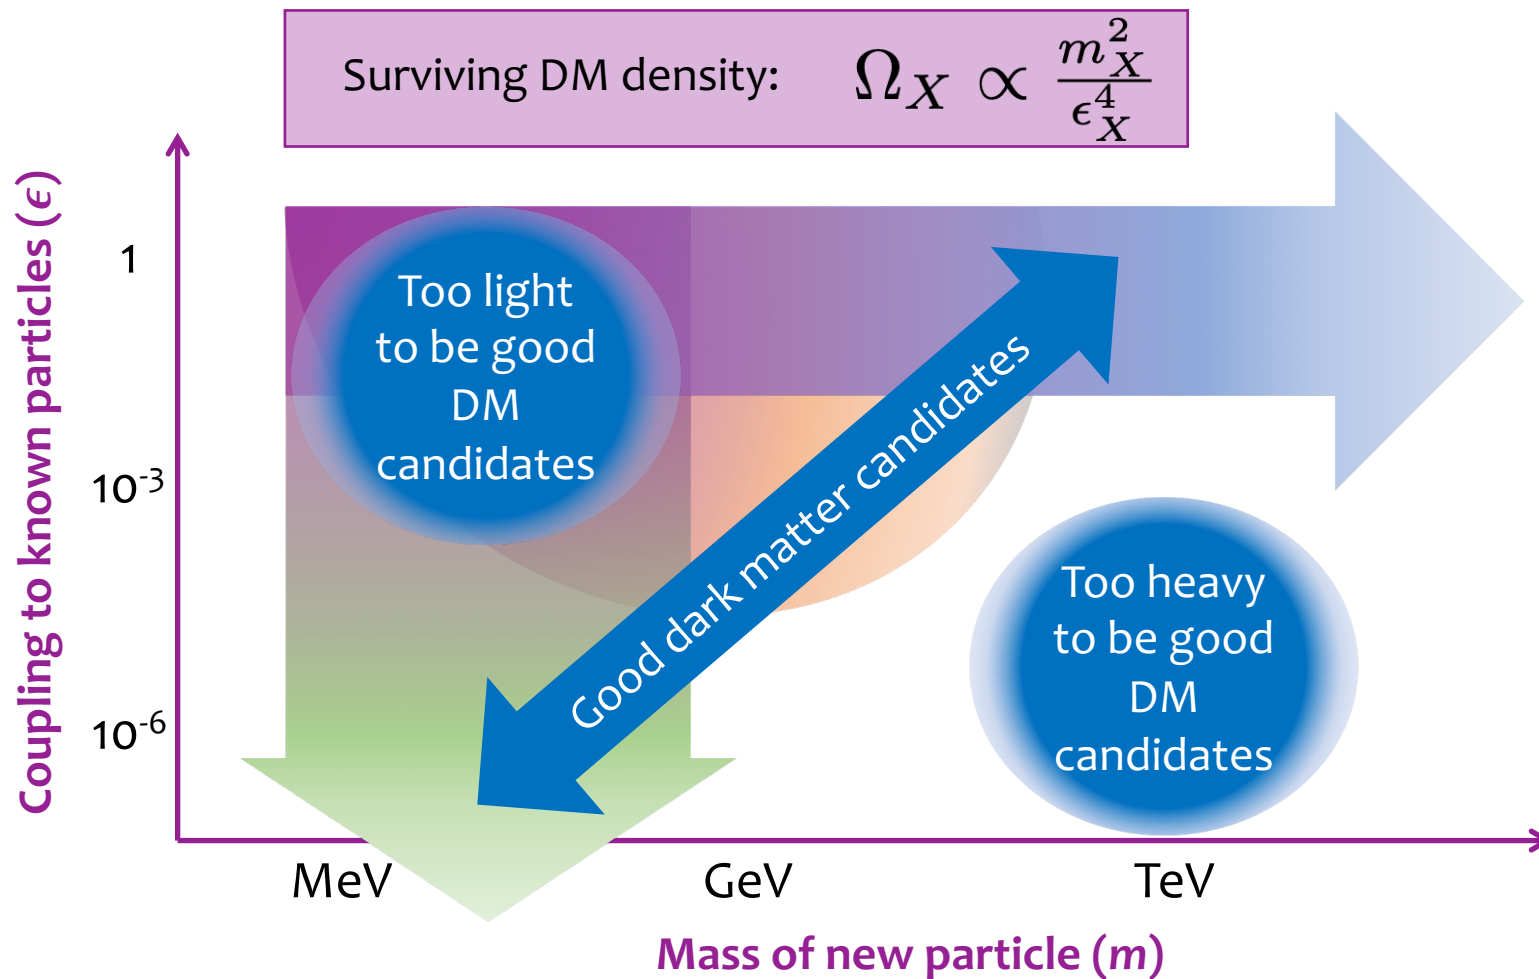 Surviving DM density: Ω_X ∝ m_X^2 / ϵ_X^4
Coupling to known particles (ϵ)
1
10^-3
10^-6
Too light
to be good
DM
candidates
Good dark matter candidates
Too heavy
to be good
DM
candidates
MeV
GeV
TeV
Mass of new particle (m)